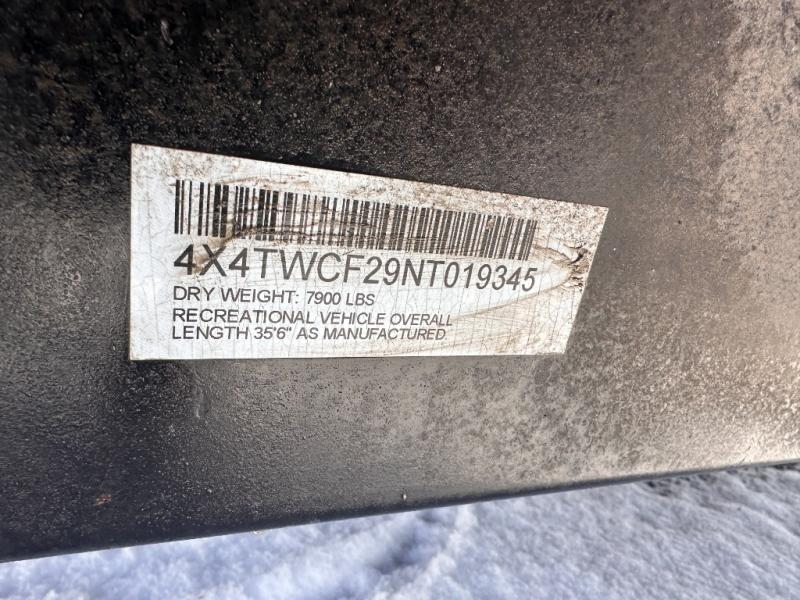 4X4TWCF29NT019345
DRY WEIGHT: 7900 LBS
RECREATIONAL VEHICLE OVERALL
LENGTH 35'6" AS MANUFACTURED.